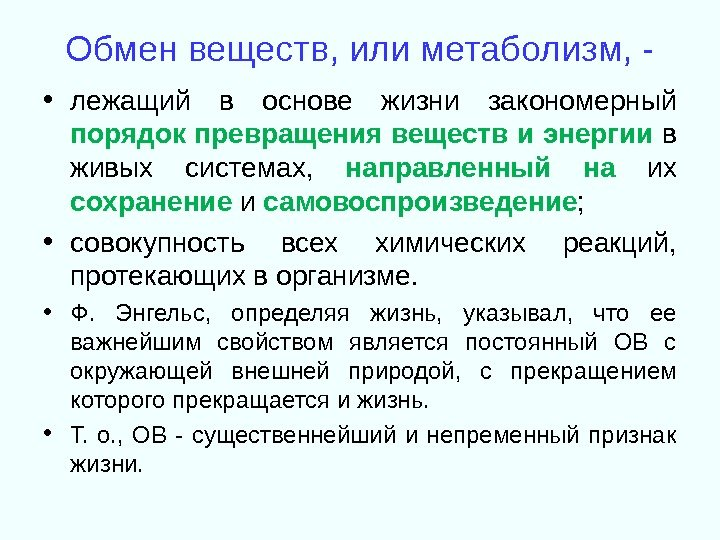 Обмен веществ, или метаболизм, -
• лежащий в основе жизни закономерный
порядок превращения веществ и энергии в
живых системах, направленный на их
сохранение и самовоспроизведение;
• совокупность всех химических реакций,
протекающих в организме.
• Ф. Энгельс, определяя жизнь, указывал, что ее
важнейшим свойством является постоянный ОВ с
окружающей внешней природой, с прекращением
которого прекращается и жизнь.
• Т. о., ОВ - существеннейший и непременный признак
жизни.